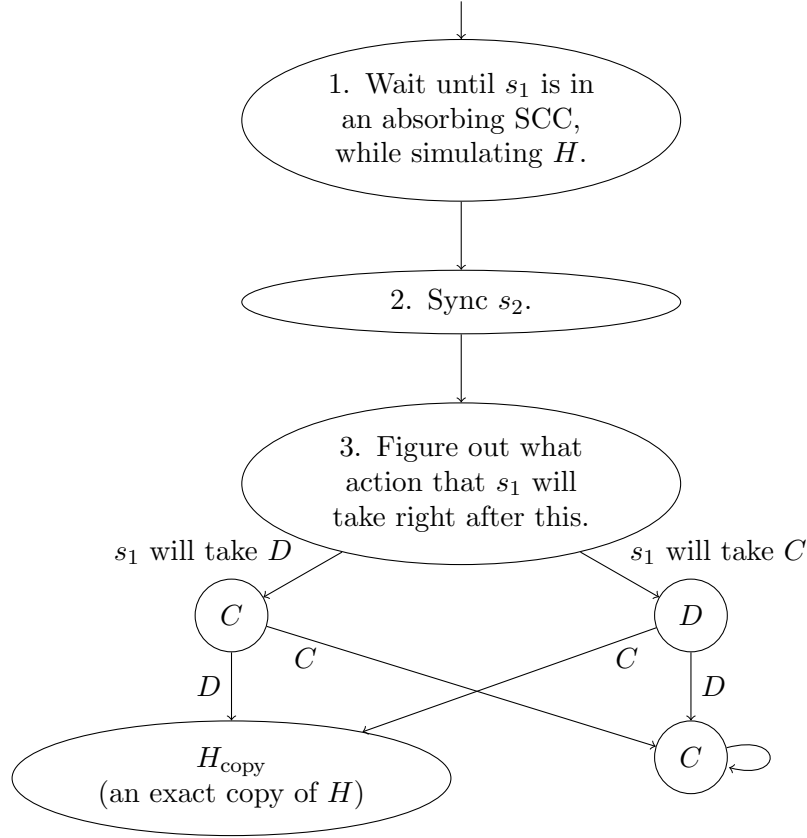 1. Wait until s₁ is in
an absorbing SCC,
while simulating H.
2. Sync s₂.
3. Figure out what
action that s₁ will
take right after this.
s₁ will take D
s₁ will take C
C
D
C
C
D
D
H_copy
(an exact copy of H)
C